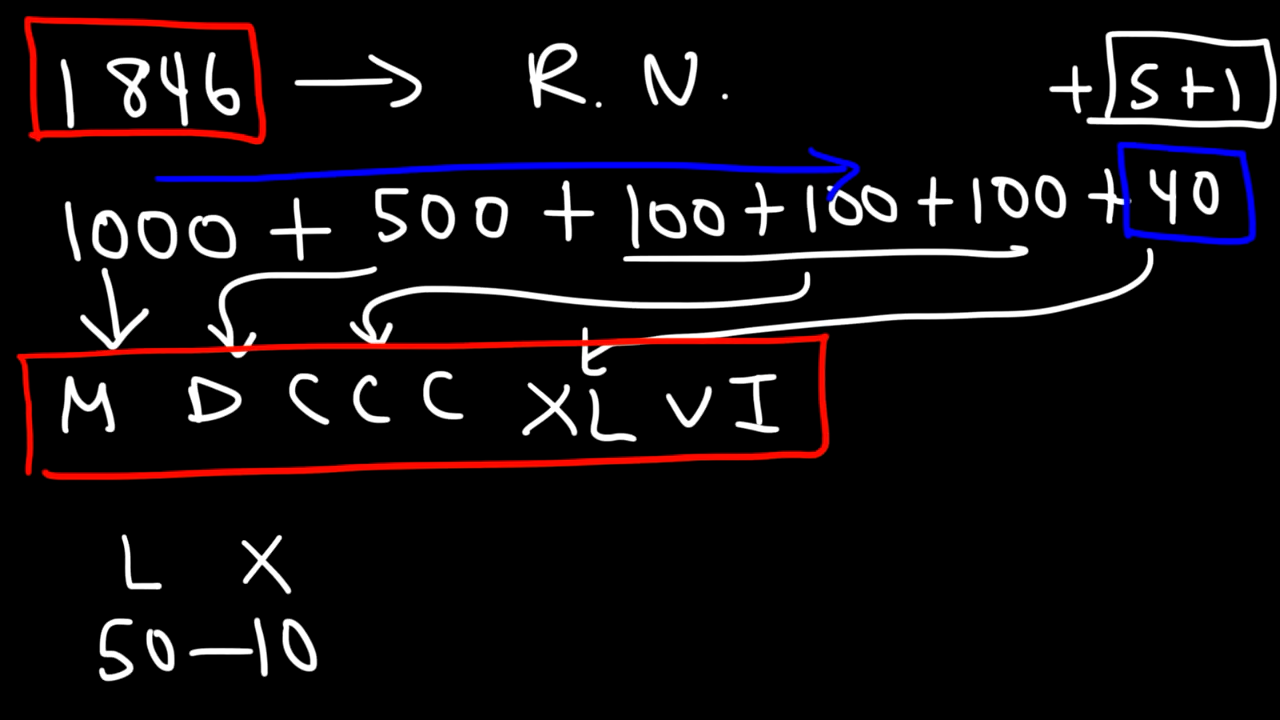 1846 → R. N.
1000 + 500 + 100 + 100 + 100 + 40
+ 5 + 1
M D C C C XL V I
L X
50 — 10